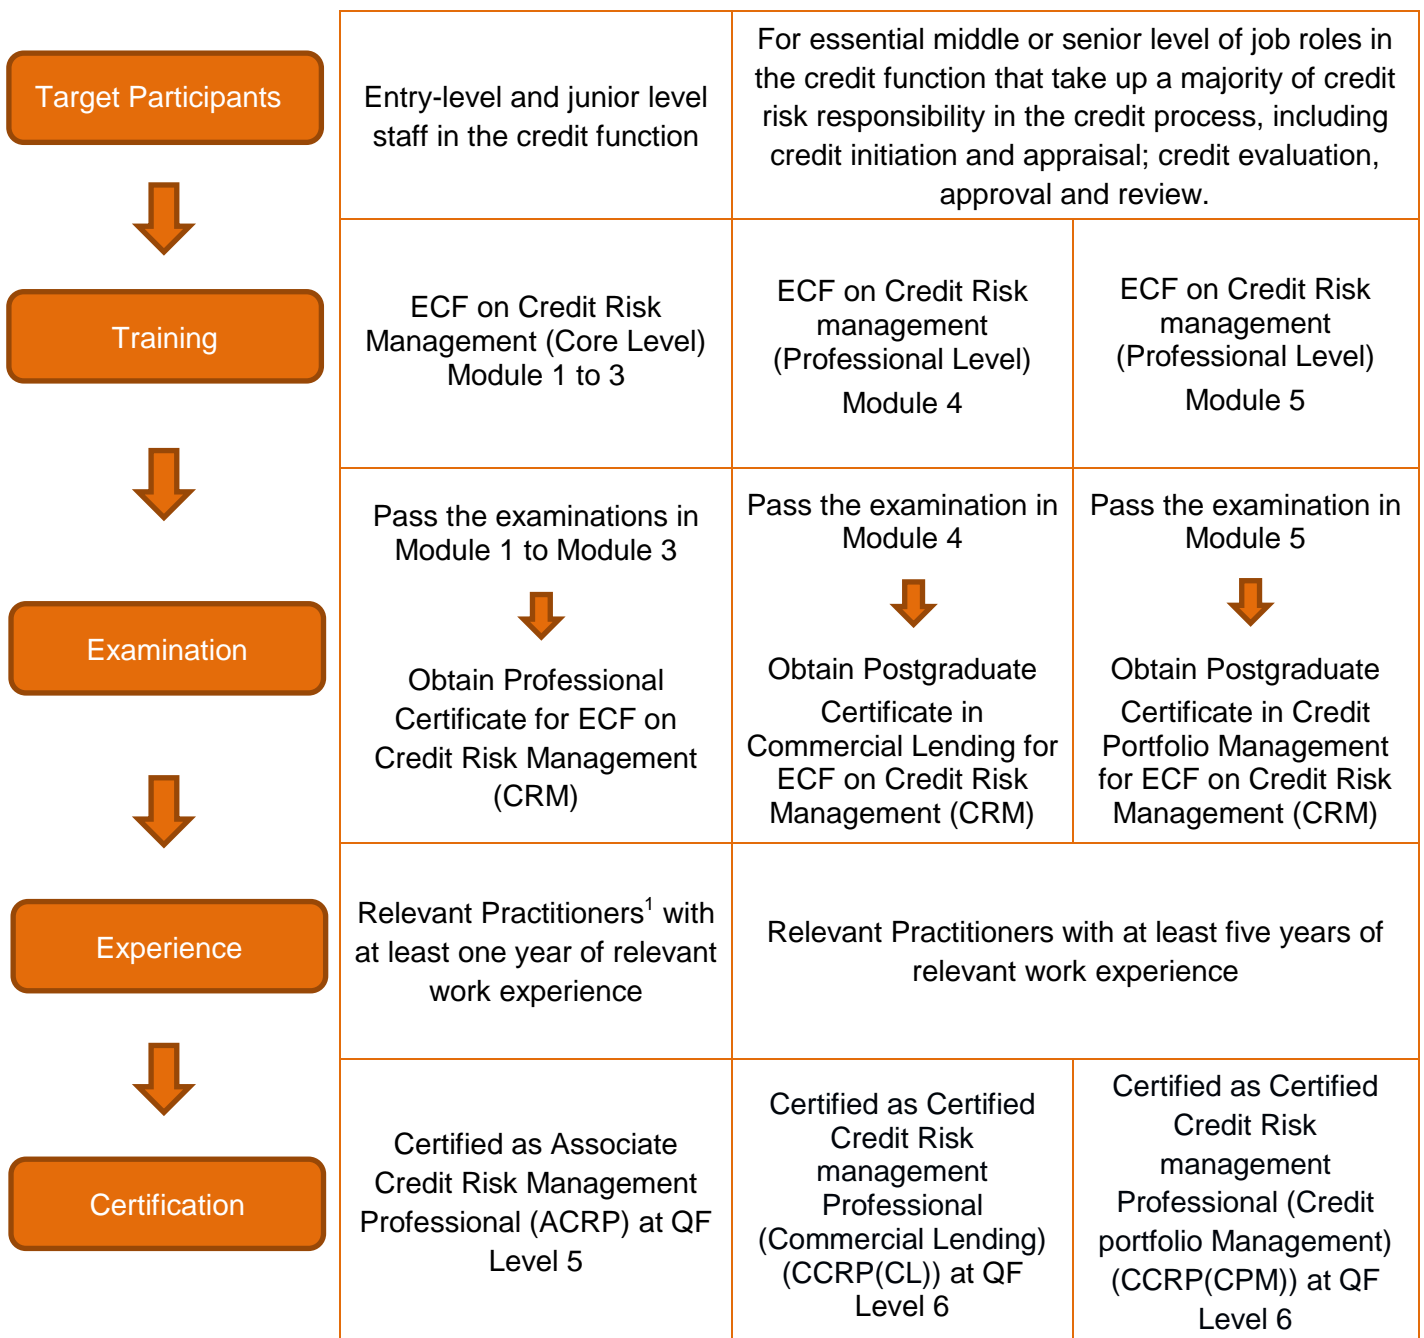 Target Participants
Entry-level and junior level
staff in the credit function
For essential middle or senior level of job roles in
the credit function that take up a majority of credit
risk responsibility in the credit process, including
credit initiation and appraisal; credit evaluation,
approval and review.
Training
ECF on Credit Risk
Management (Core Level)
Module 1 to 3
ECF on Credit Risk
management
(Professional Level)
Module 4
ECF on Credit Risk
management
(Professional Level)
Module 5
Examination
Pass the examinations in
Module 1 to Module 3
Obtain Professional
Certificate for ECF on
Credit Risk Management
(CRM)
Pass the examination in
Module 4
Obtain Postgraduate
Certificate in
Commercial Lending for
ECF on Credit Risk
Management (CRM)
Pass the examination in
Module 5
Obtain Postgraduate
Certificate in Credit
Portfolio Management
for ECF on Credit Risk
Management (CRM)
Experience
Relevant Practitioners¹ with
at least one year of relevant
work experience
Relevant Practitioners with at least five years of
relevant work experience
Certification
Certified as Associate
Credit Risk Management
Professional (ACRP) at QF
Level 5
Certified as Certified
Credit Risk
management
Professional
(Commercial Lending)
(CCRP(CL)) at QF
Level 6
Certified as Certified
Credit Risk
management
Professional (Credit
portfolio Management)
(CCRP(CPM)) at QF
Level 6